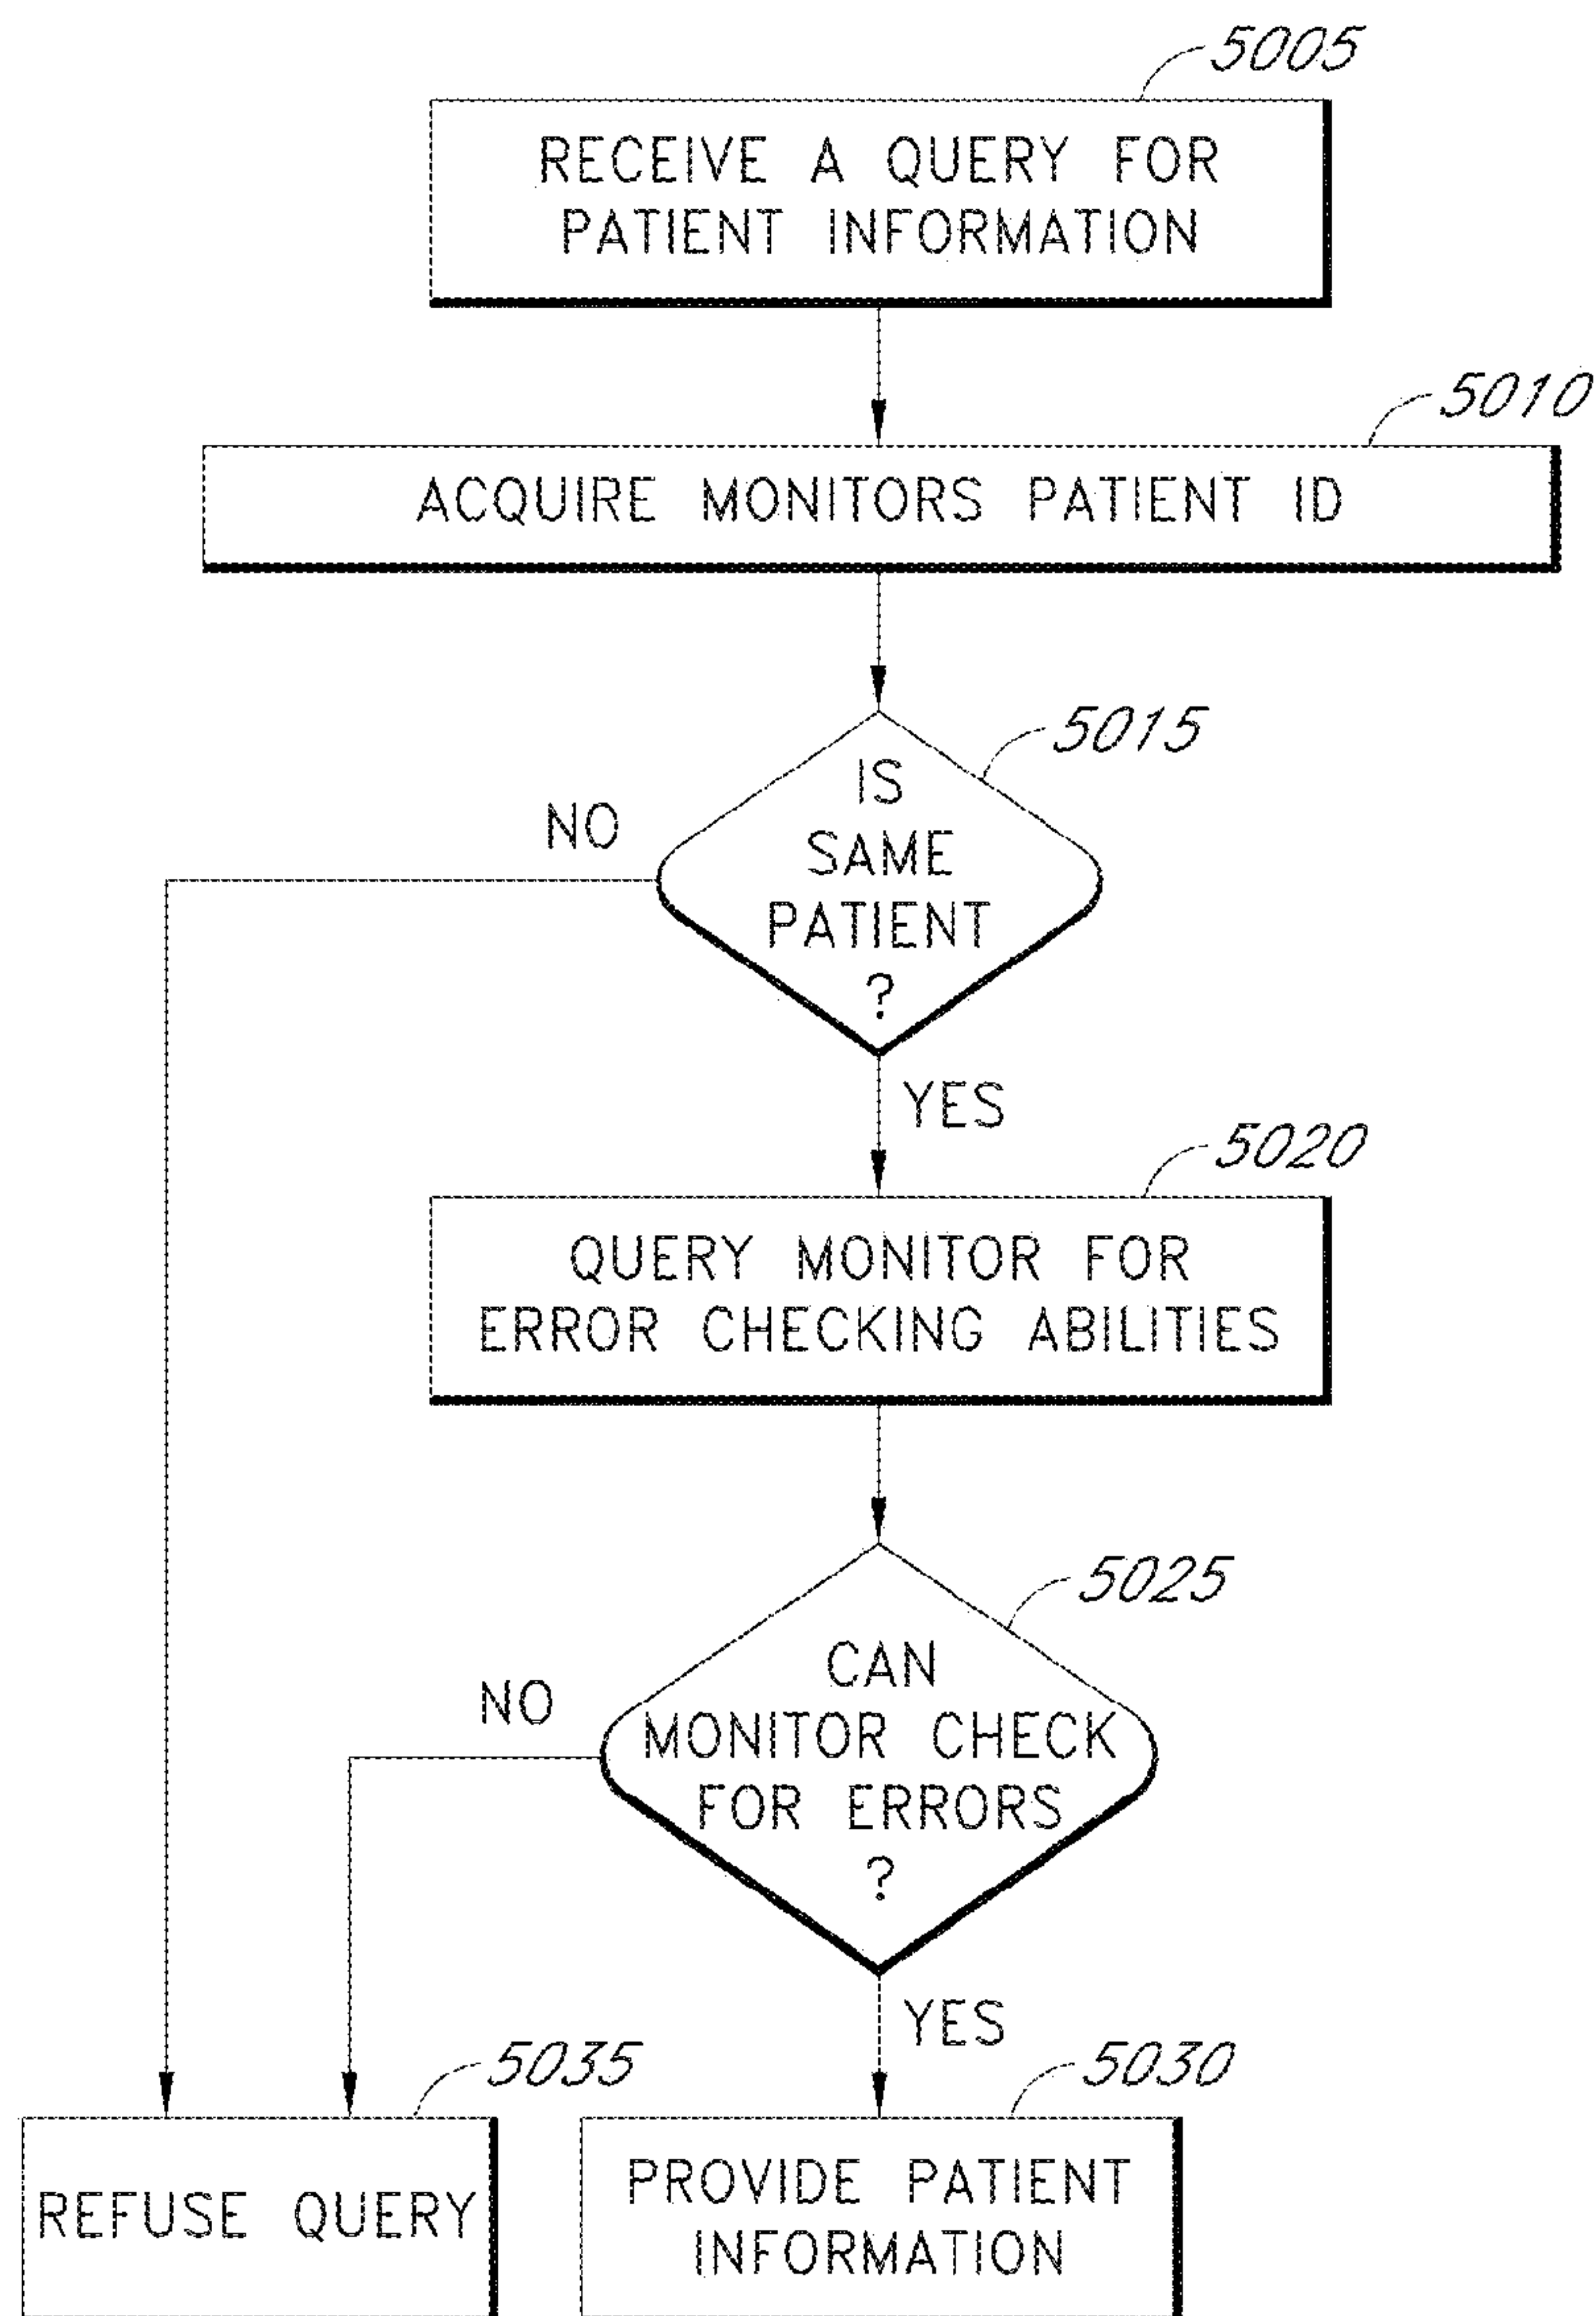 5005
RECEIVE A QUERY FOR
PATIENT INFORMATION
5010
ACQUIRE MONITORS PATIENT ID
5015
IS
SAME
PATIENT
?
NO
YES
5020
QUERY MONITOR FOR
ERROR CHECKING ABILITIES
5025
CAN
MONITOR CHECK
FOR ERRORS
?
NO
YES
5035
REFUSE QUERY
5030
PROVIDE PATIENT
INFORMATION